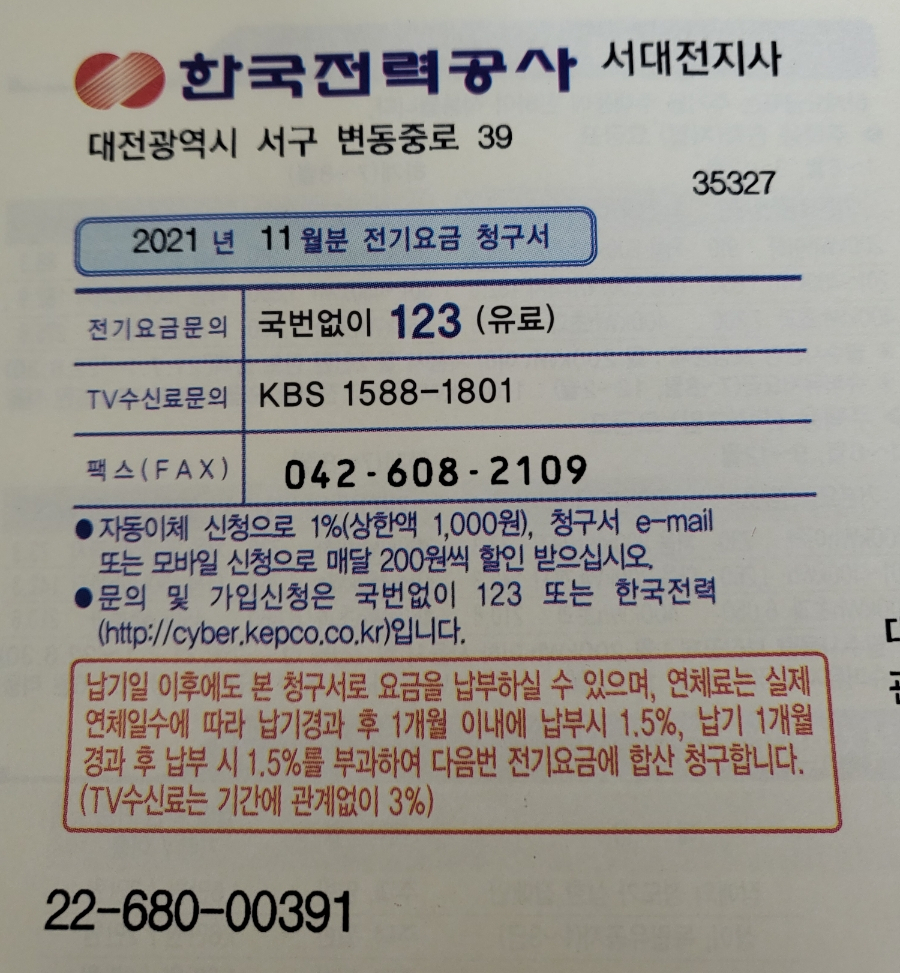 한국전력공사 서대전지사
대전광역시 서구 변동중로 39
35327
2021 년 11 월분 전기요금 청구서
전기요금문의 국번없이 123 (유료)
TV수신료문의 KBS 1588-1801
팩스(FAX) 042-608-2109
●자동이체 신청으로 1%(상한액 1,000원), 청구서 e-mail
또는 모바일 신청으로 매달 200원씩 할인 받으십시오.
●문의 및 가입신청은 국번없이 123 또는 한국전력
(http://cyber.kepco.co.kr)입니다.
납기일 이후에도 본 청구서로 요금을 납부하실 수 있으며, 연체료는 실제
연체일수에 따라 납기경과 후 1개월 이내에 납부시 1.5%, 납기 1개월
경과 후 납부 시 1.5%를 부과하여 다음번 전기요금에 합산 청구합니다.
(TV수신료는 기간에 관계없이 3%)
22-680-00391